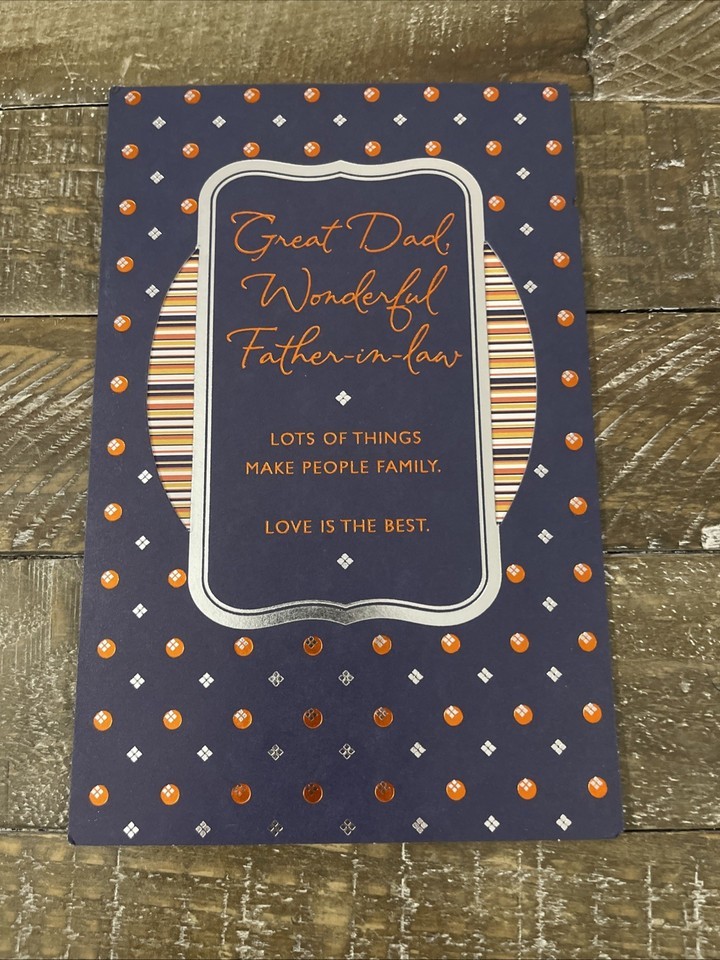 Great Dad,
Wonderful
Father-in-law
LOTS OF THINGS
MAKE PEOPLE FAMILY.
LOVE IS THE BEST.